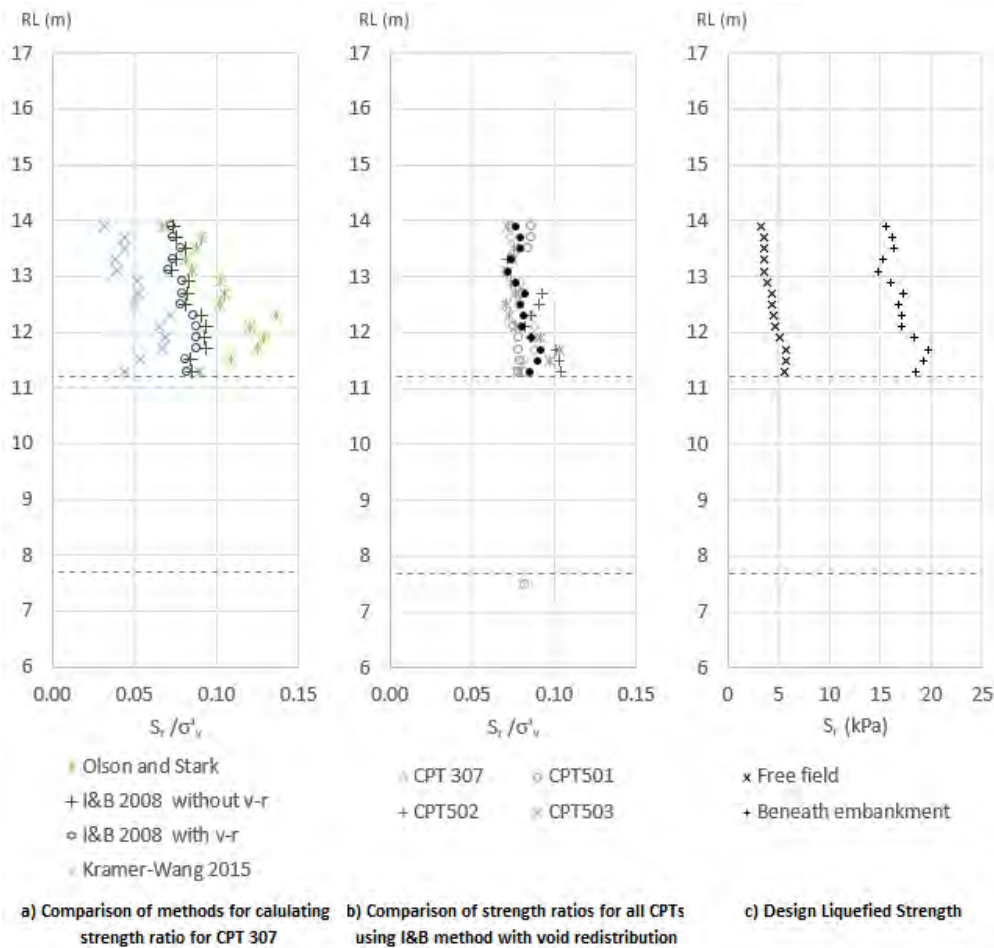 RL (m) RL (m) RL (m)
17 17 17
16 16 16
15 15 15
14 14 14
13 13 13
12 12 12
11 11 11
10 10 10
9 9 9
8 8 8
7 7 7
6 6 6
0.00 0.05 0.10 0.15 0.00 0.05 0.10 0.15 0 5 10 15 20 25
Sᵣ /σ'ᵥ Sᵣ /σ'ᵥ Sᵣ (kPa)
Olson and Stark
I&B 2008 without v-r
I&B 2008 with v-r
Kramer-Wang 2015
CPT 307 CPT501
CPT502 CPT503
Free field
Beneath embankment
a) Comparison of methods for calulating
strength ratio for CPT 307
b) Comparison of strength ratios for all CPTs
using I&B method with void redistribution
c) Design Liquefied Strength